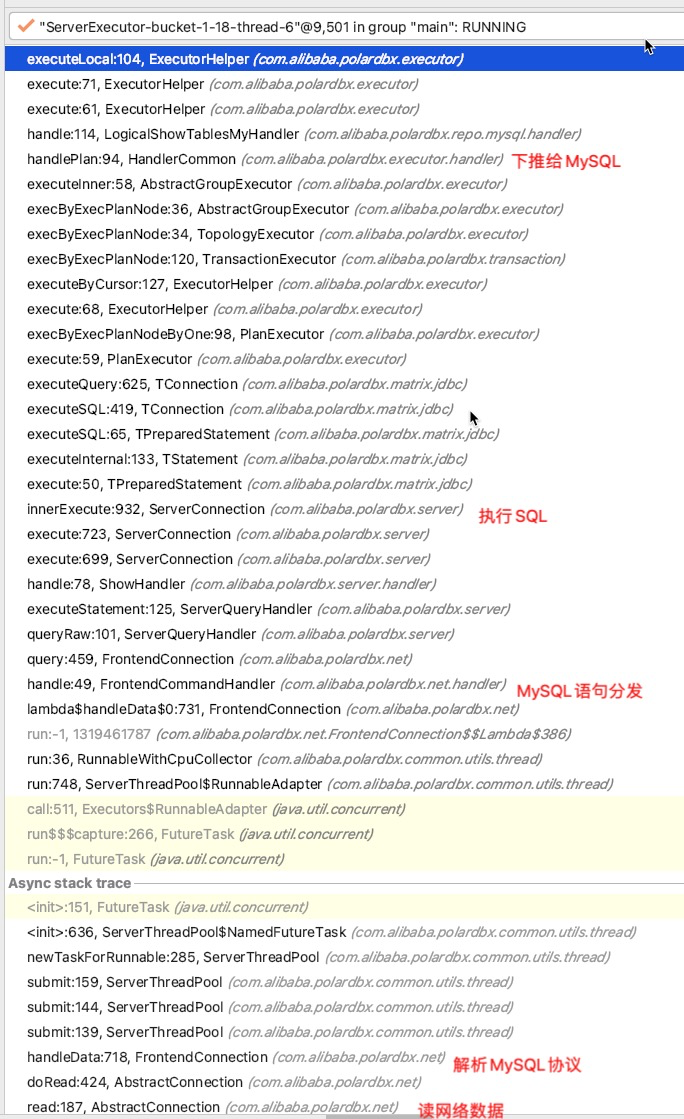 "ServerExecutor-bucket-1-18-thread-6"@9,501 in group "main": RUNNING
executeLocal:104, ExecutorHelper (com.alibaba.polardbx.executor)
execute:71, ExecutorHelper (com.alibaba.polardbx.executor)
execute:61, ExecutorHelper (com.alibaba.polardbx.executor)
handle:114, LogicalShowTablesMyHandler (com.alibaba.polardbx.repo.mysql.handler)
handlePlan:94, HandlerCommon (com.alibaba.polardbx.executor.handler) 下推给MySQL
executeInner:58, AbstractGroupExecutor (com.alibaba.polardbx.executor)
execByExecPlanNode:36, AbstractGroupExecutor (com.alibaba.polardbx.executor)
execByExecPlanNode:34, TopologyExecutor (com.alibaba.polardbx.executor)
execByExecPlanNode:120, TransactionExecutor (com.alibaba.polardbx.transaction)
executeByCursor:127, ExecutorHelper (com.alibaba.polardbx.executor)
execute:68, ExecutorHelper (com.alibaba.polardbx.executor)
execByExecPlanNodeByOne:98, PlanExecutor (com.alibaba.polardbx.executor)
execute:59, PlanExecutor (com.alibaba.polardbx.executor)
executeQuery:625, TConnection (com.alibaba.polardbx.matrix.jdbc)
executeSQL:419, TConnection (com.alibaba.polardbx.matrix.jdbc)
executeSQL:65, TPreparedStatement (com.alibaba.polardbx.matrix.jdbc)
executeInternal:133, TStatement (com.alibaba.polardbx.matrix.jdbc)
execute:50, TPreparedStatement (com.alibaba.polardbx.matrix.jdbc)
innerExecute:932, ServerConnection (com.alibaba.polardbx.server) 执行SQL
execute:723, ServerConnection (com.alibaba.polardbx.server)
execute:699, ServerConnection (com.alibaba.polardbx.server)
handle:78, ShowHandler (com.alibaba.polardbx.server.handler)
executeStatement:125, ServerQueryHandler (com.alibaba.polardbx.server)
queryRaw:101, ServerQueryHandler (com.alibaba.polardbx.server)
query:459, FrontendConnection (com.alibaba.polardbx.net)
handle:49, FrontendCommandHandler (com.alibaba.polardbx.net.handler) MySQL语句分发
lambda$handleData$0:731, FrontendConnection (com.alibaba.polardbx.net)
run:-1, 1319461787 (com.alibaba.polardbx.net.FrontendConnection$$Lambda$386)
run:36, RunnableWithCpuCollector (com.alibaba.polardbx.common.utils.thread)
run:748, ServerThreadPool$RunnableAdapter (com.alibaba.polardbx.common.utils.thread)
call:511, Executors$RunnableAdapter (java.util.concurrent)
run$$$capture:266, FutureTask (java.util.concurrent)
run:-1, FutureTask (java.util.concurrent)
Async stack trace
<init>:151, FutureTask (java.util.concurrent)
<init>:636, ServerThreadPool$NamedFutureTask (com.alibaba.polardbx.common.utils.thread)
newTaskForRunnable:285, ServerThreadPool (com.alibaba.polardbx.common.utils.thread)
submit:159, ServerThreadPool (com.alibaba.polardbx.common.utils.thread)
submit:144, ServerThreadPool (com.alibaba.polardbx.common.utils.thread)
submit:139, ServerThreadPool (com.alibaba.polardbx.common.utils.thread)
handleData:718, FrontendConnection (com.alibaba.polardbx.net) 解析MySQL协议
doRead:424, AbstractConnection (com.alibaba.polardbx.net)
read:187, AbstractConnection (com.alibaba.polardbx.net) 读网络数据